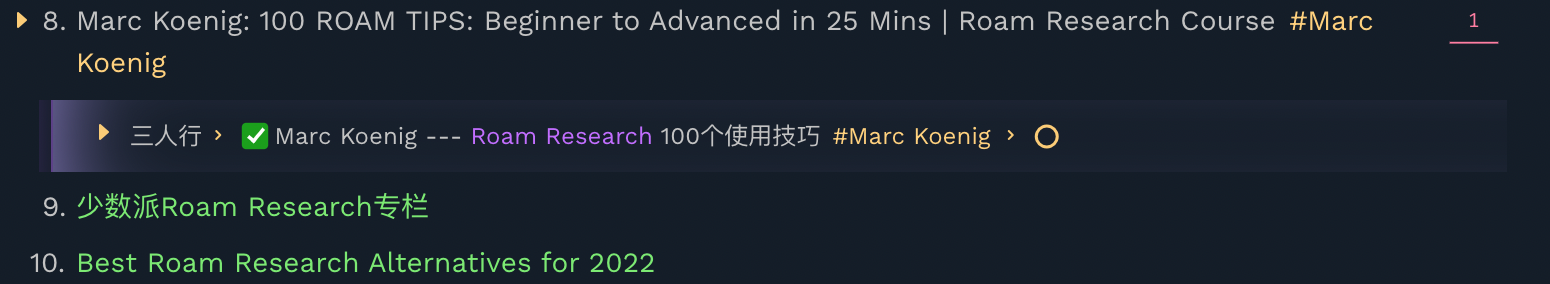 8. Marc Koenig: 100 ROAM TIPS: Beginner to Advanced in 25 Mins | Roam Research Course #Marc
Koenig
1
三人行 > ✅ Marc Koenig --- Roam Research 100个使用技巧 #Marc Koenig >
9. 少数派Roam Research专栏
10. Best Roam Research Alternatives for 2022